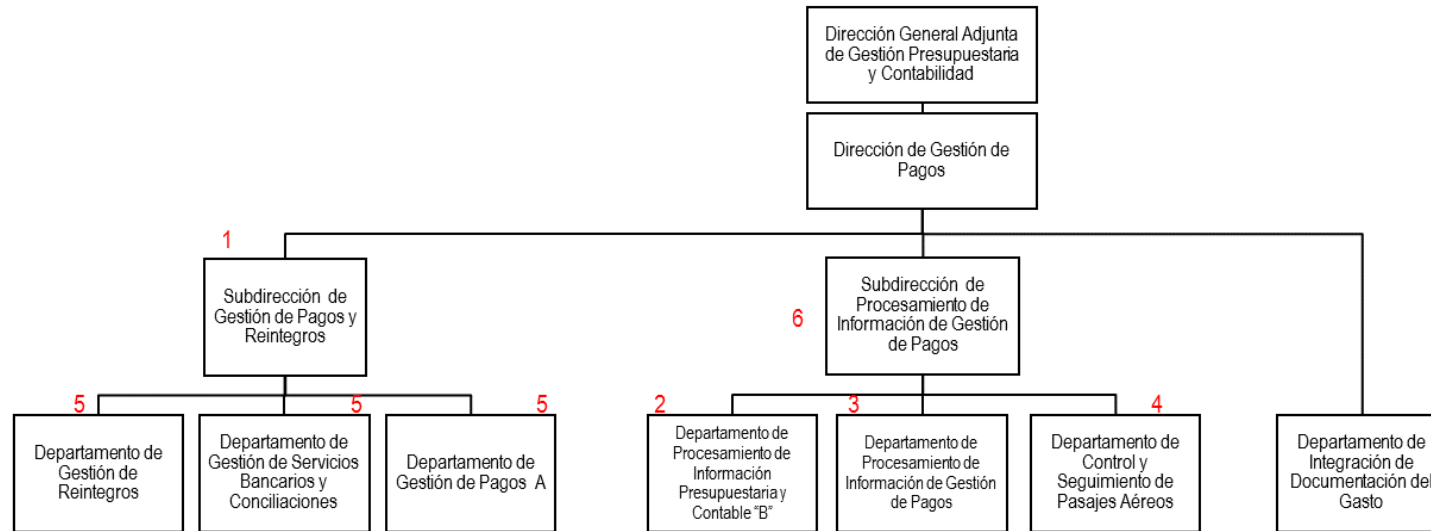 Dirección General Adjunta
de Gestión Presupuestaria
y Contabilidad
Dirección de Gestión de
Pagos
1
Subdirección de
Gestión de Pagos y
Reintegros
6
Subdirección de
Procesamiento de
Información de Gestión
de Pagos
5
Departamento de
Gestión de
Reintegros
5
Departamento de
Gestión de Servicios
Bancarios y
Conciliaciones
5
Departamento de
Gestión de Pagos A
2
Departamento de
Procesamiento de
Información
Presupuestaria y
Contable “B”
3
Departamento de
Procesamiento de
Información de Gestión
de Pagos
4
Departamento de
Control y
Seguimiento de
Pasajes Aéreos
Departamento de
Integración de
Documentación del
Gasto